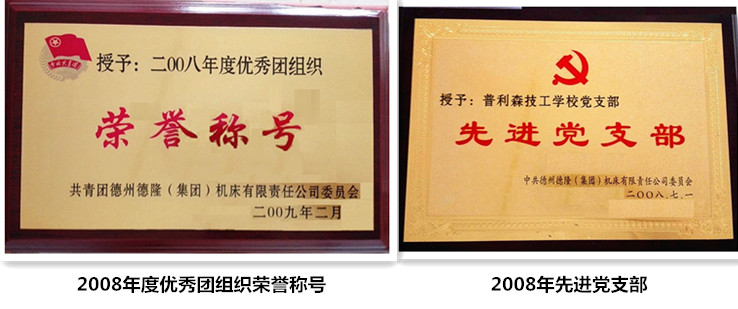 授予：二00八年度优秀团组织
荣誉称号
共青团德州德隆（集团）机床有限责任公司委员会
二00九年二月
授予：普利森技工学校党支部
先进党支部
中共德州德隆（集团）机床有限责任公司委员会
二00八.七.一
2008年度优秀团组织荣誉称号
2008年先进党支部